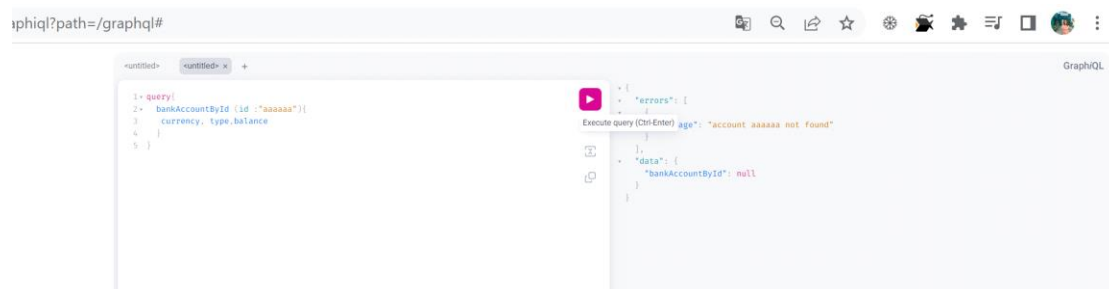 aphiql?path=/graphql#
<untitled>
<untitled> x +
GraphiQL
1 query{
2 bankAccountById (id :"aaaaaa"){
3 currency, type,balance
4 }
5 }
Execute query (Ctrl-Enter)
{
"errors": [
{
age": "account aaaaaa not found"
}
],
"data": {
"bankAccountById": null
}
}